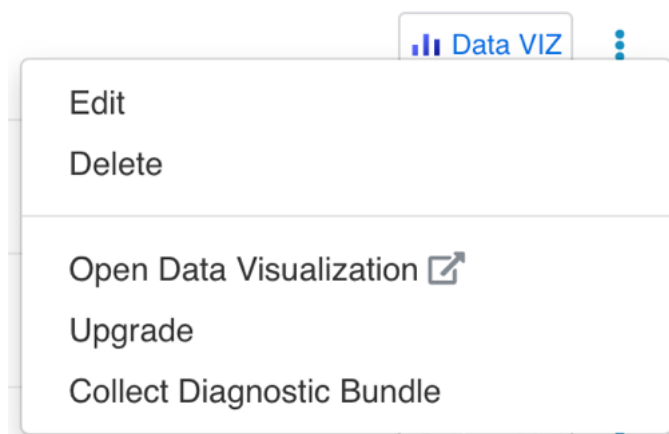 Data VIZ
Edit
Delete
Open Data Visualization
Upgrade
Collect Diagnostic Bundle